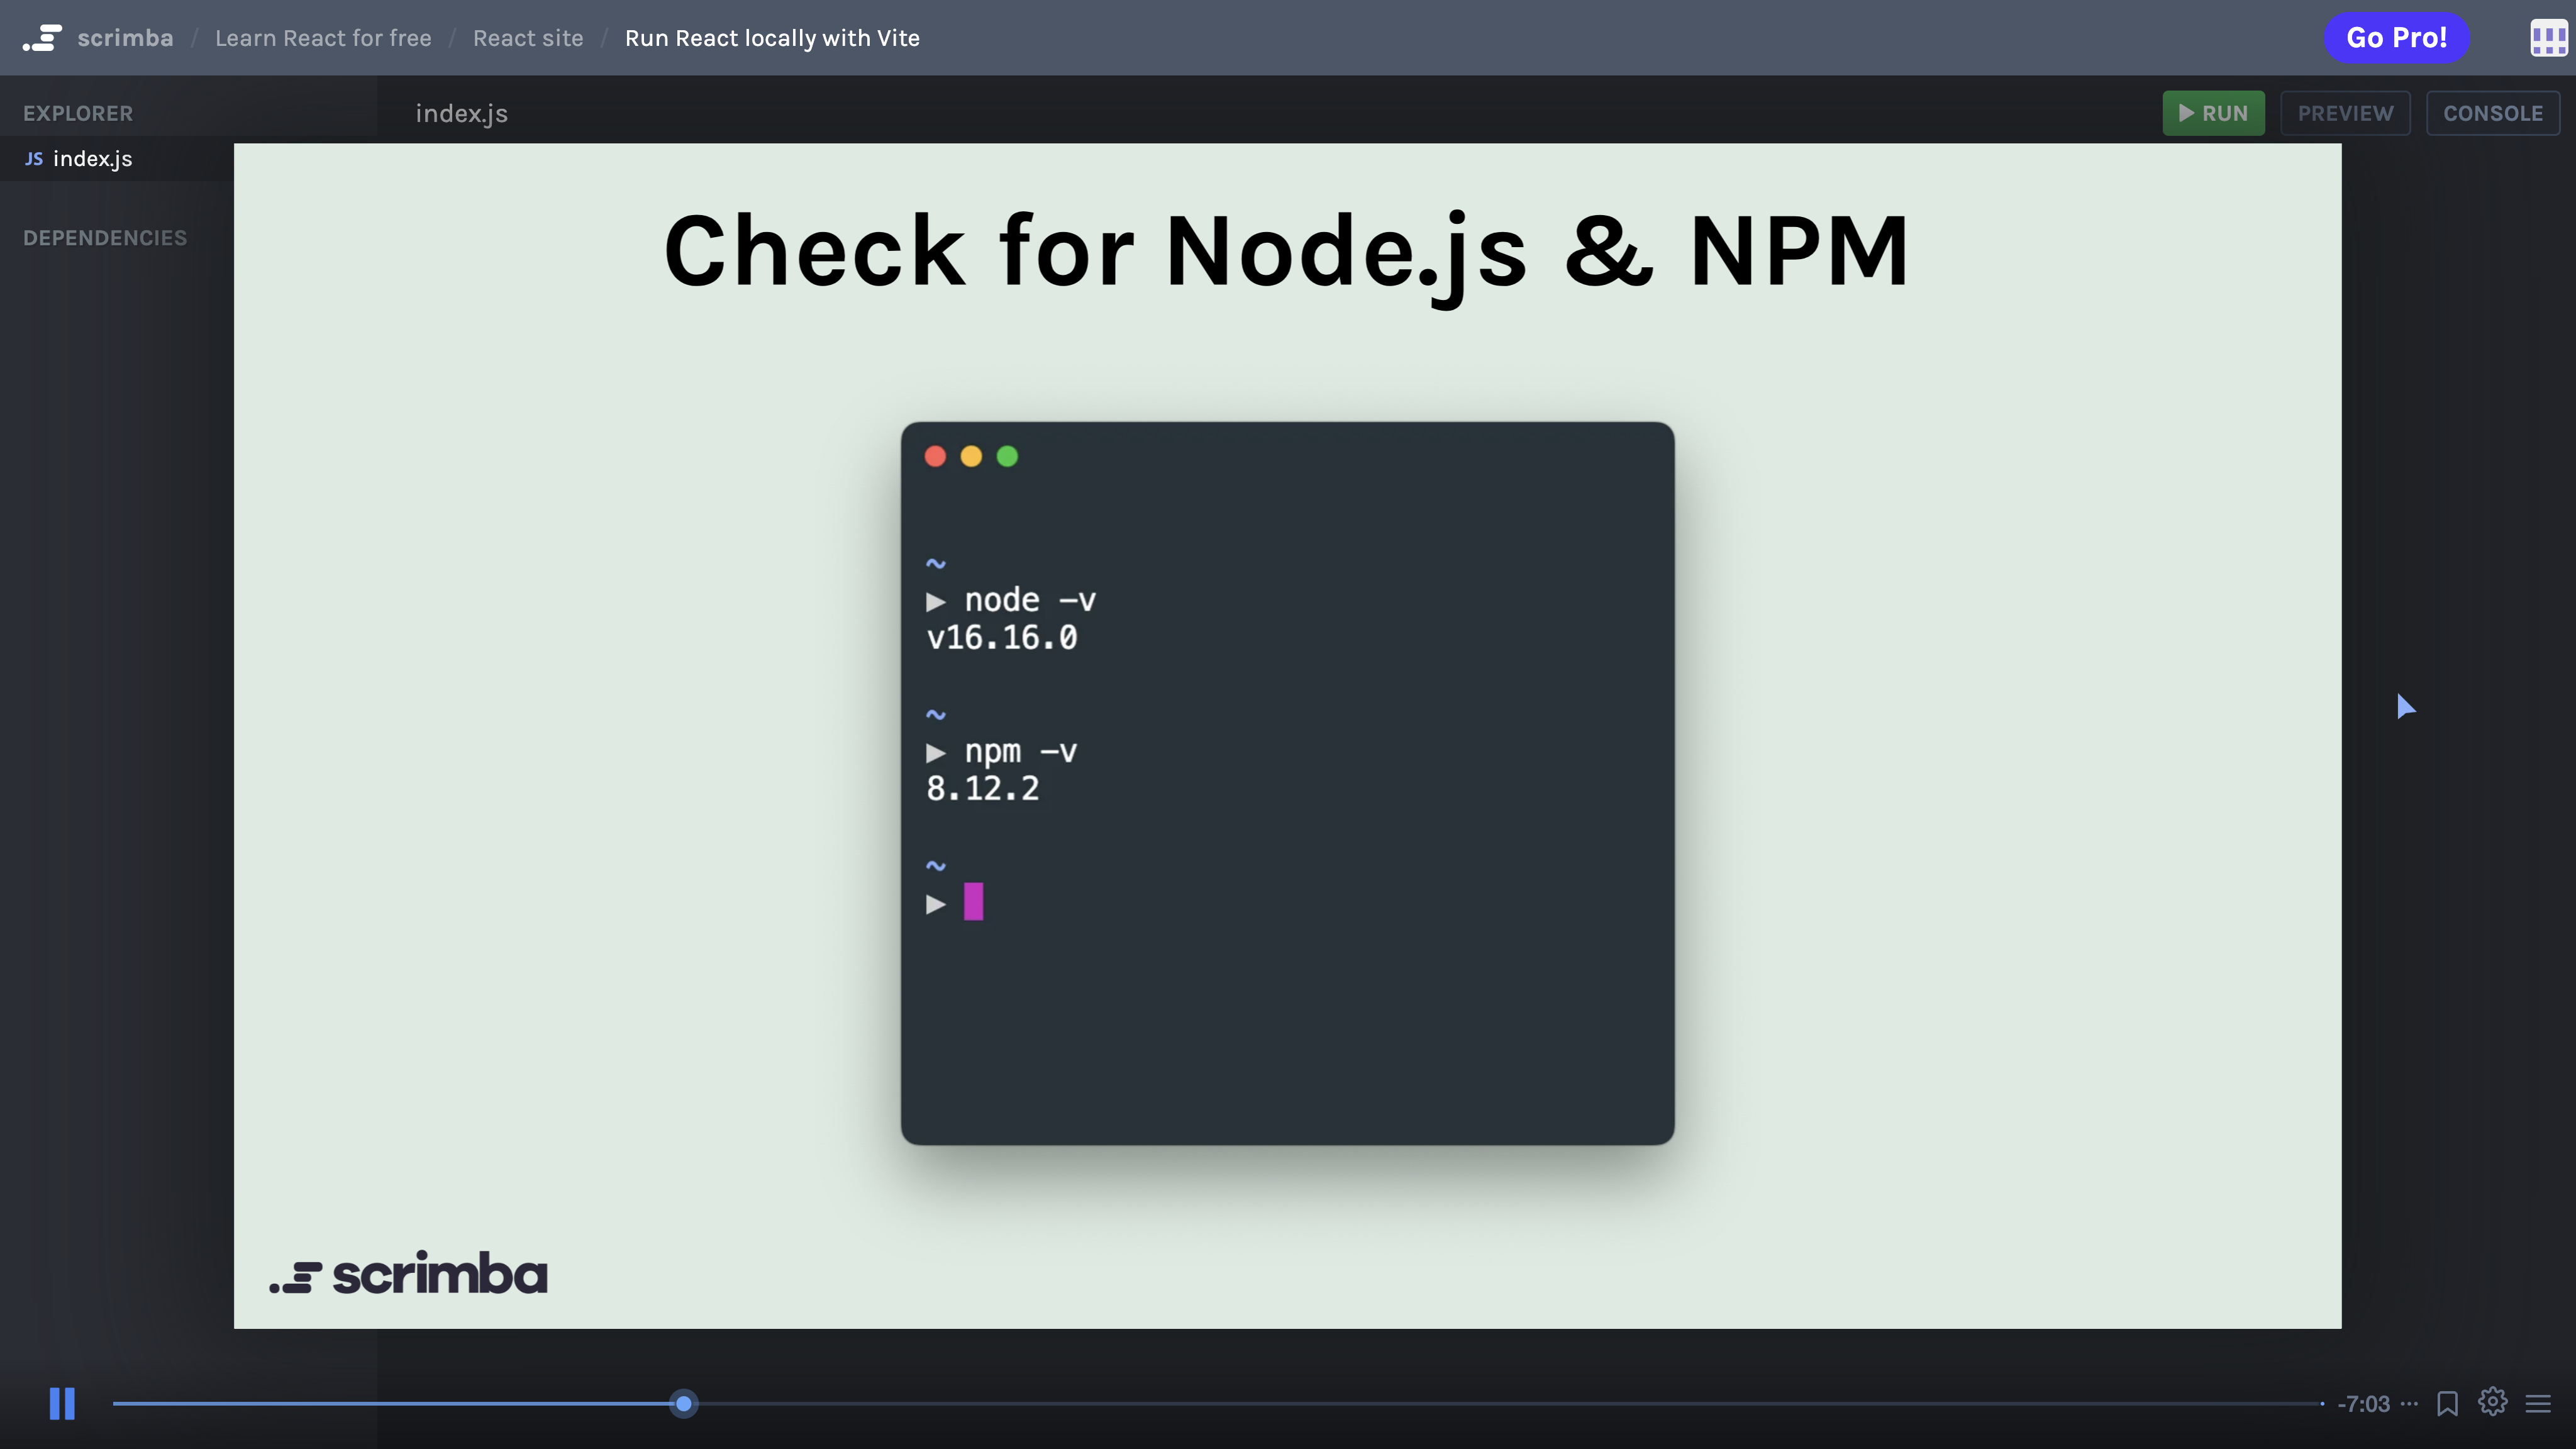 scrimba / Learn React for free / React site / Run React locally with Vite
Go Pro!
EXPLORER
index.js
RUN
PREVIEW
CONSOLE
JS index.js
DEPENDENCIES
Check for Node.js & NPM
~
▶ node -v
v16.16.0
~
▶ npm -v
8.12.2
~
▶
scrimba
-7:03